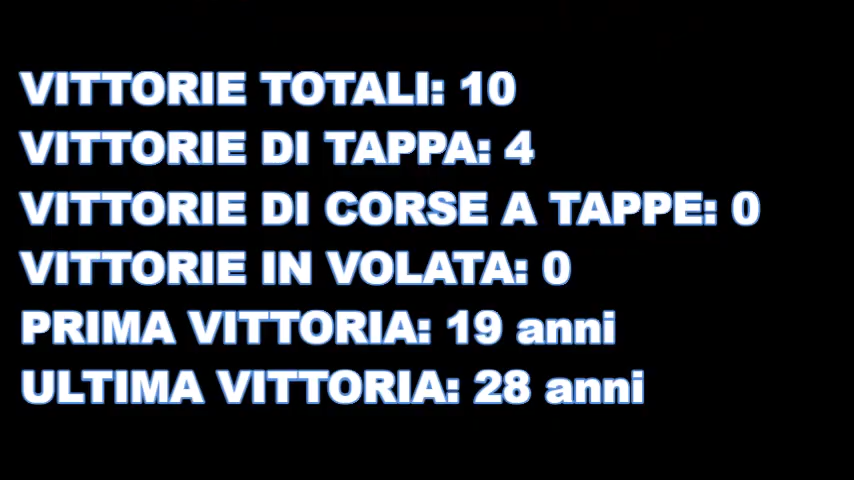 VITTORIE TOTALI: 10
VITTORIE DI TAPPA: 4
VITTORIE DI CORSE A TAPPE: 0
VITTORIE IN VOLATA: 0
PRIMA VITTORIA: 19 anni
ULTIMA VITTORIA: 28 anni